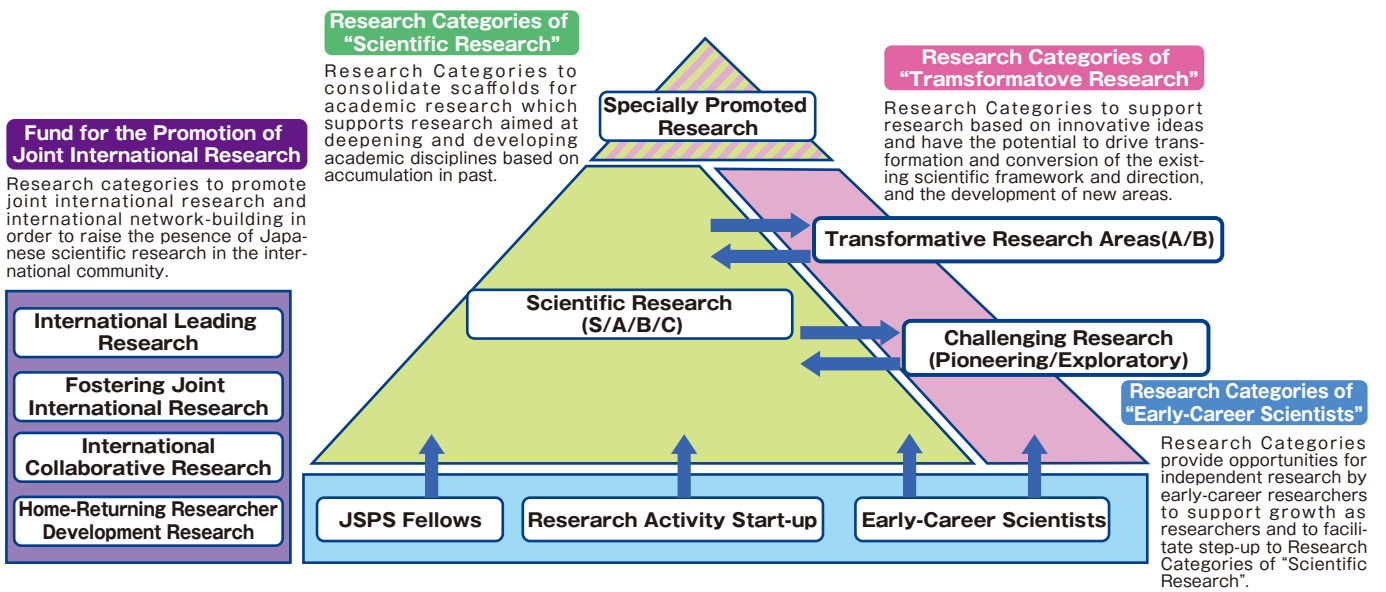 Fund for the Promotion of
Joint International Research
Research categories to promote
joint international research and
international network-building in
order to raise the pesence of Japa-
nese scientific research in the inter-
national community.
International Leading
Research
Fostering Joint
International Research
International
Collaborative Research
Home-Returning Researcher
Development Research
Research Categories of
“Scientific Research”
Research Categories to
consolidate scaffolds for
academic research which
supports research aimed at
deepening and developing
academic disciplines based on
accumulation in past.
Specially Promoted
Research
Research Categories of
“Tramsformatove Research”
Research Categories to support
research based on innovative ideas
and have the potential to drive trans-
formation and conversion of the exist-
ing scientific framework and direction,
and the development of new areas.
Transformative Research Areas(A/B)
Scientific Research
(S/A/B/C)
Challenging Research
(Pioneering/Exploratory)
Research Categories of
“Early-Career Scientists”
Research Categories
provide opportunities for
independent research by
early-career researchers
to support growth as
researchers and to facili-
tate step-up to Research
Categories of “Scientific
Research”.
JSPS Fellows
Reserarch Activity Start-up
Early-Career Scientists